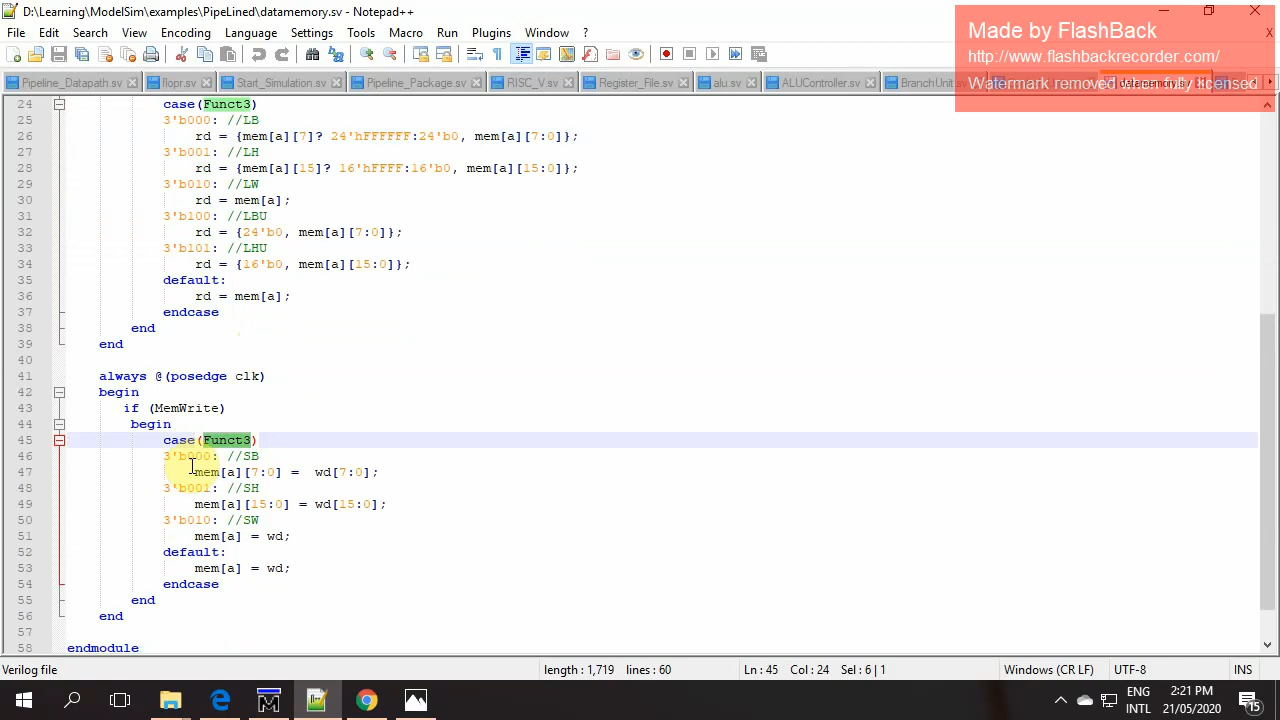 D:\Learning\ModelSim\examples\PipeLined\datamemory.sv - Notepad++
Made by FlashBack
http://www.flashbackrecorder.com/
Watermark removed when fully licensed
File Edit Search View Encoding Language Settings Tools Macro Run Plugins Window ?
X
Pipeline_Datapath.sv flopr.sv Start_Simulation.sv Pipeline_Package.sv RISC_V.sv Register_File.sv alu.sv ALUController.sv BranchUnit.sv datamemory.sv
24 case(Funct3)
25 3'b000: //LB
26 rd = {mem[a][7]? 24'hFFFFFF:24'b0, mem[a][7:0]};
27 3'b001: //LH
28 rd = {mem[a][15]? 16'hFFFF:16'b0, mem[a][15:0]};
29 3'b010: //LW
30 rd = mem[a];
31 3'b100: //LBU
32 rd = {24'b0, mem[a][7:0]};
33 3'b101: //LHU
34 rd = {16'b0, mem[a][15:0]};
35 default:
36 rd = mem[a];
37 endcase
38 end
39 end
40
41 always @(posedge clk)
42 begin
43 if (MemWrite)
44 begin
45 case(Funct3)
46 3'b000: //SB
47 mem[a][7:0] = wd[7:0];
48 3'b001: //SH
49 mem[a][15:0] = wd[15:0];
50 3'b010: //SW
51 mem[a] = wd;
52 default:
53 mem[a] = wd;
54 endcase
55 end
56 end
57
58 endmodule
Verilog file length : 1,719 lines : 60 Ln : 45 Col : 24 Sel : 6 | 1 Windows (CR LF) UTF-8 INS
ENG
INTL
2:21 PM
21/05/2020
15